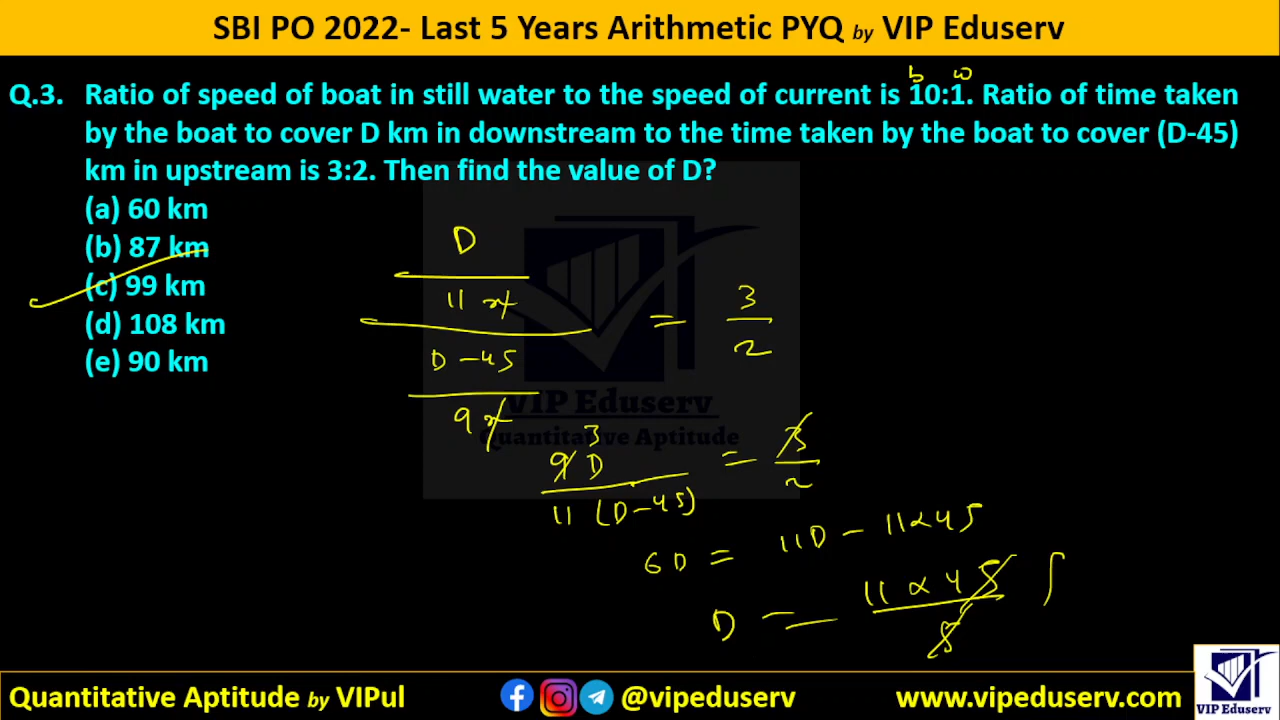 SBI PO 2022- Last 5 Years Arithmetic PYQ by VIP Eduserv
b w
Q.3. Ratio of speed of boat in still water to the speed of current is 10:1. Ratio of time taken
by the boat to cover D km in downstream to the time taken by the boat to cover (D-45)
km in upstream is 3:2. Then find the value of D?
(a) 60 km
(b) 87 km
(c) 99 km
(d) 108 km
(e) 90 km
D
11 x
D - 45
9 x
= 3
2
VIP Eduserv
Quantitative Aptitude
3
9 D
11 (D-45)
= 3
2
6D = 11D - 11×45
D = 11 × 45
5
Quantitative Aptitude by VIPul
@vipeduserv
www.vipeduserv.com
VIP Eduserv